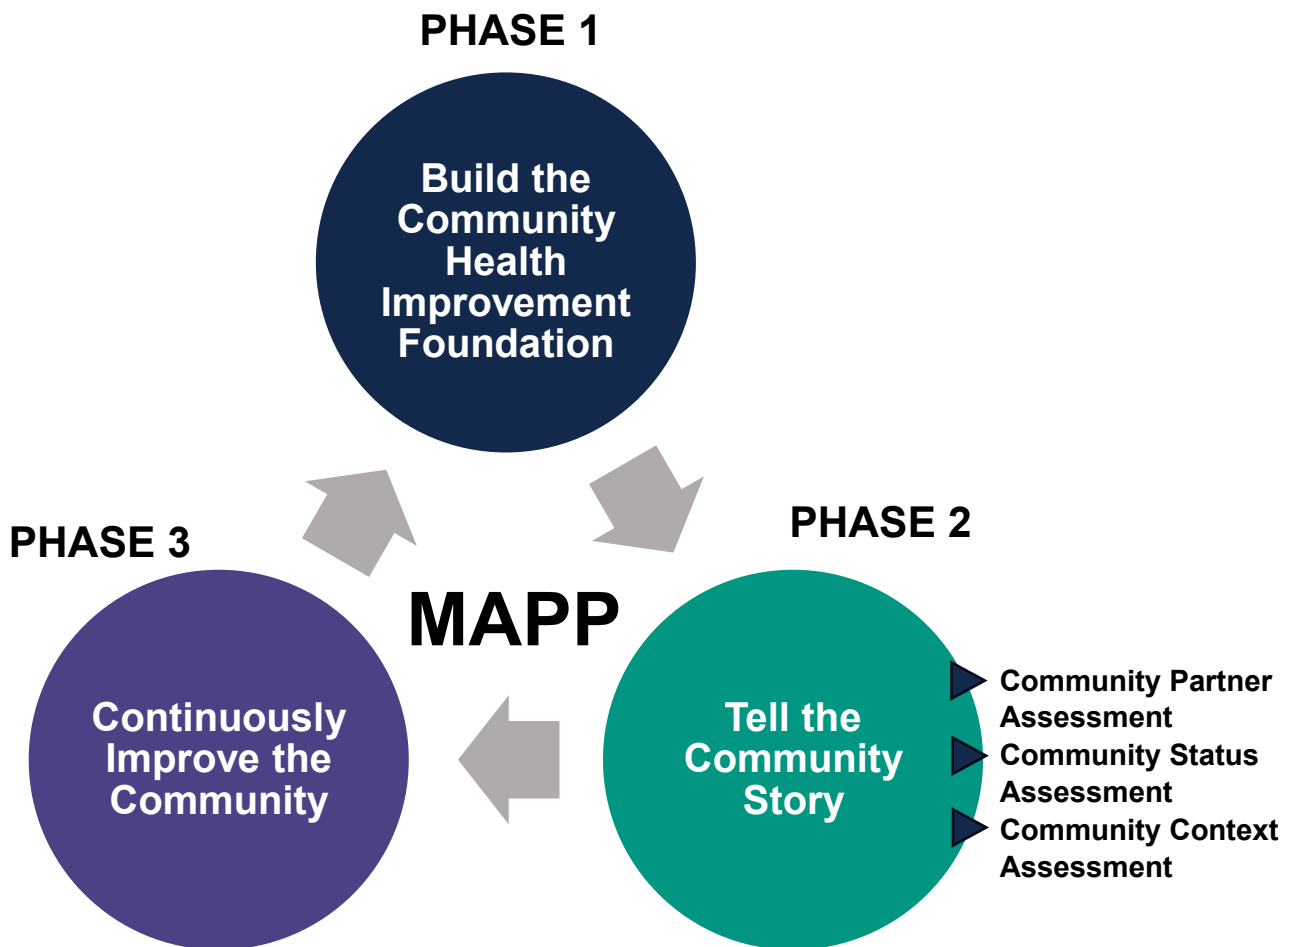 PHASE 1
Build the
Community
Health
Improvement
Foundation
PHASE 2
PHASE 3
MAPP
Tell the
Community
Story
Community Partner
Assessment
Community Status
Assessment
Community Context
Assessment
Continuously
Improve the
Community